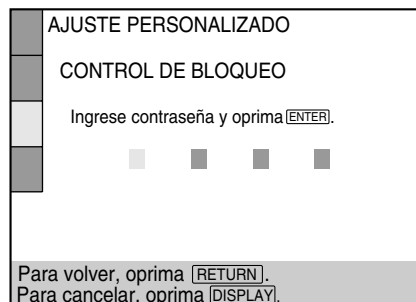 AJUSTE PERSONALIZADO
CONTROL DE BLOQUEO
Ingrese contraseña y oprima ENTER.
Para volver, oprima RETURN.
Para cancelar, oprima DISPLAY.